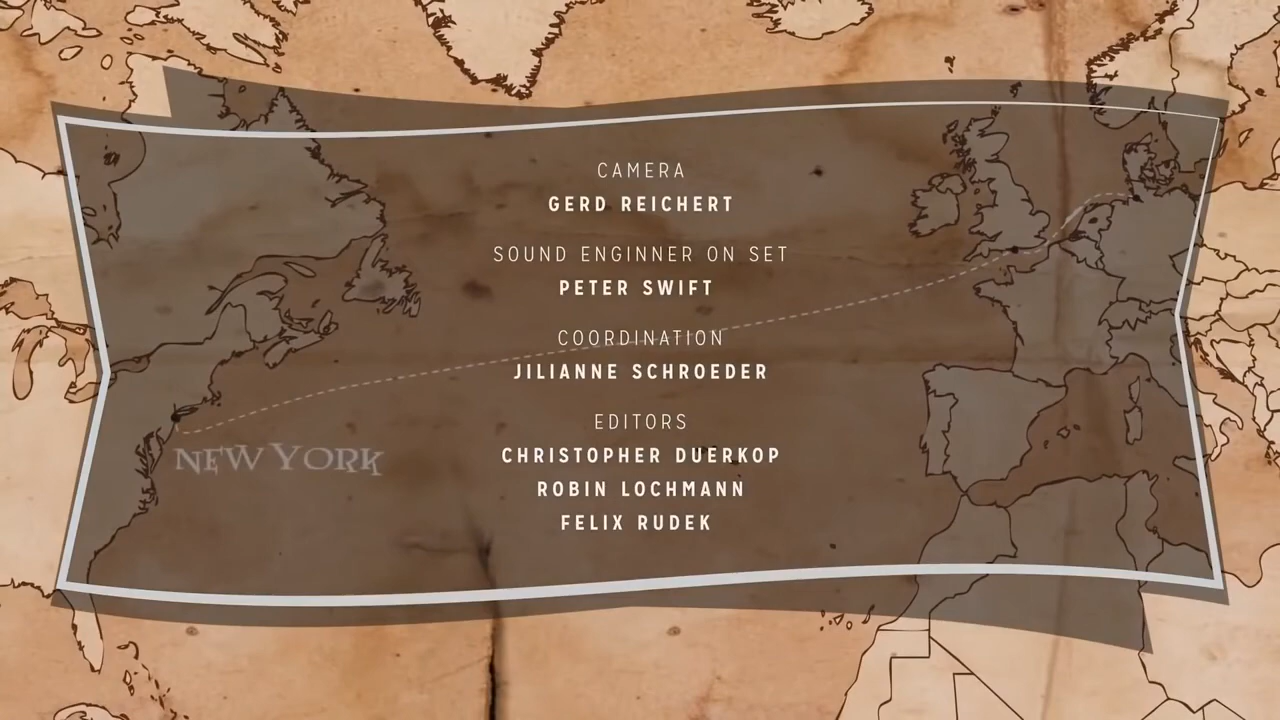 CAMERA
GERD REICHERT
SOUND ENGINNER ON SET
PETER SWIFT
COORDINATION
JILIANNE SCHROEDER
EDITORS
CHRISTOPHER DUERKOP
ROBIN LOCHMANN
FELIX RUDEK
NEW YORK